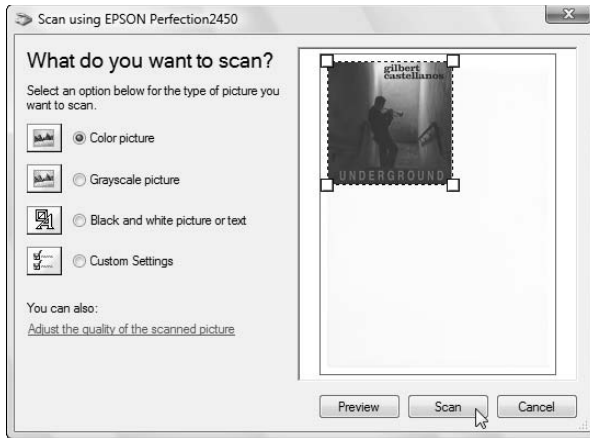 Scan using EPSON Perfection2450
What do you want to scan?
Select an option below for the type of picture you
want to scan.
Color picture
Grayscale picture
Black and white picture or text
Custom Settings
You can also:
Adjust the quality of the scanned picture
gilbert
castellanos
UNDERGROUND
Preview
Scan
Cancel